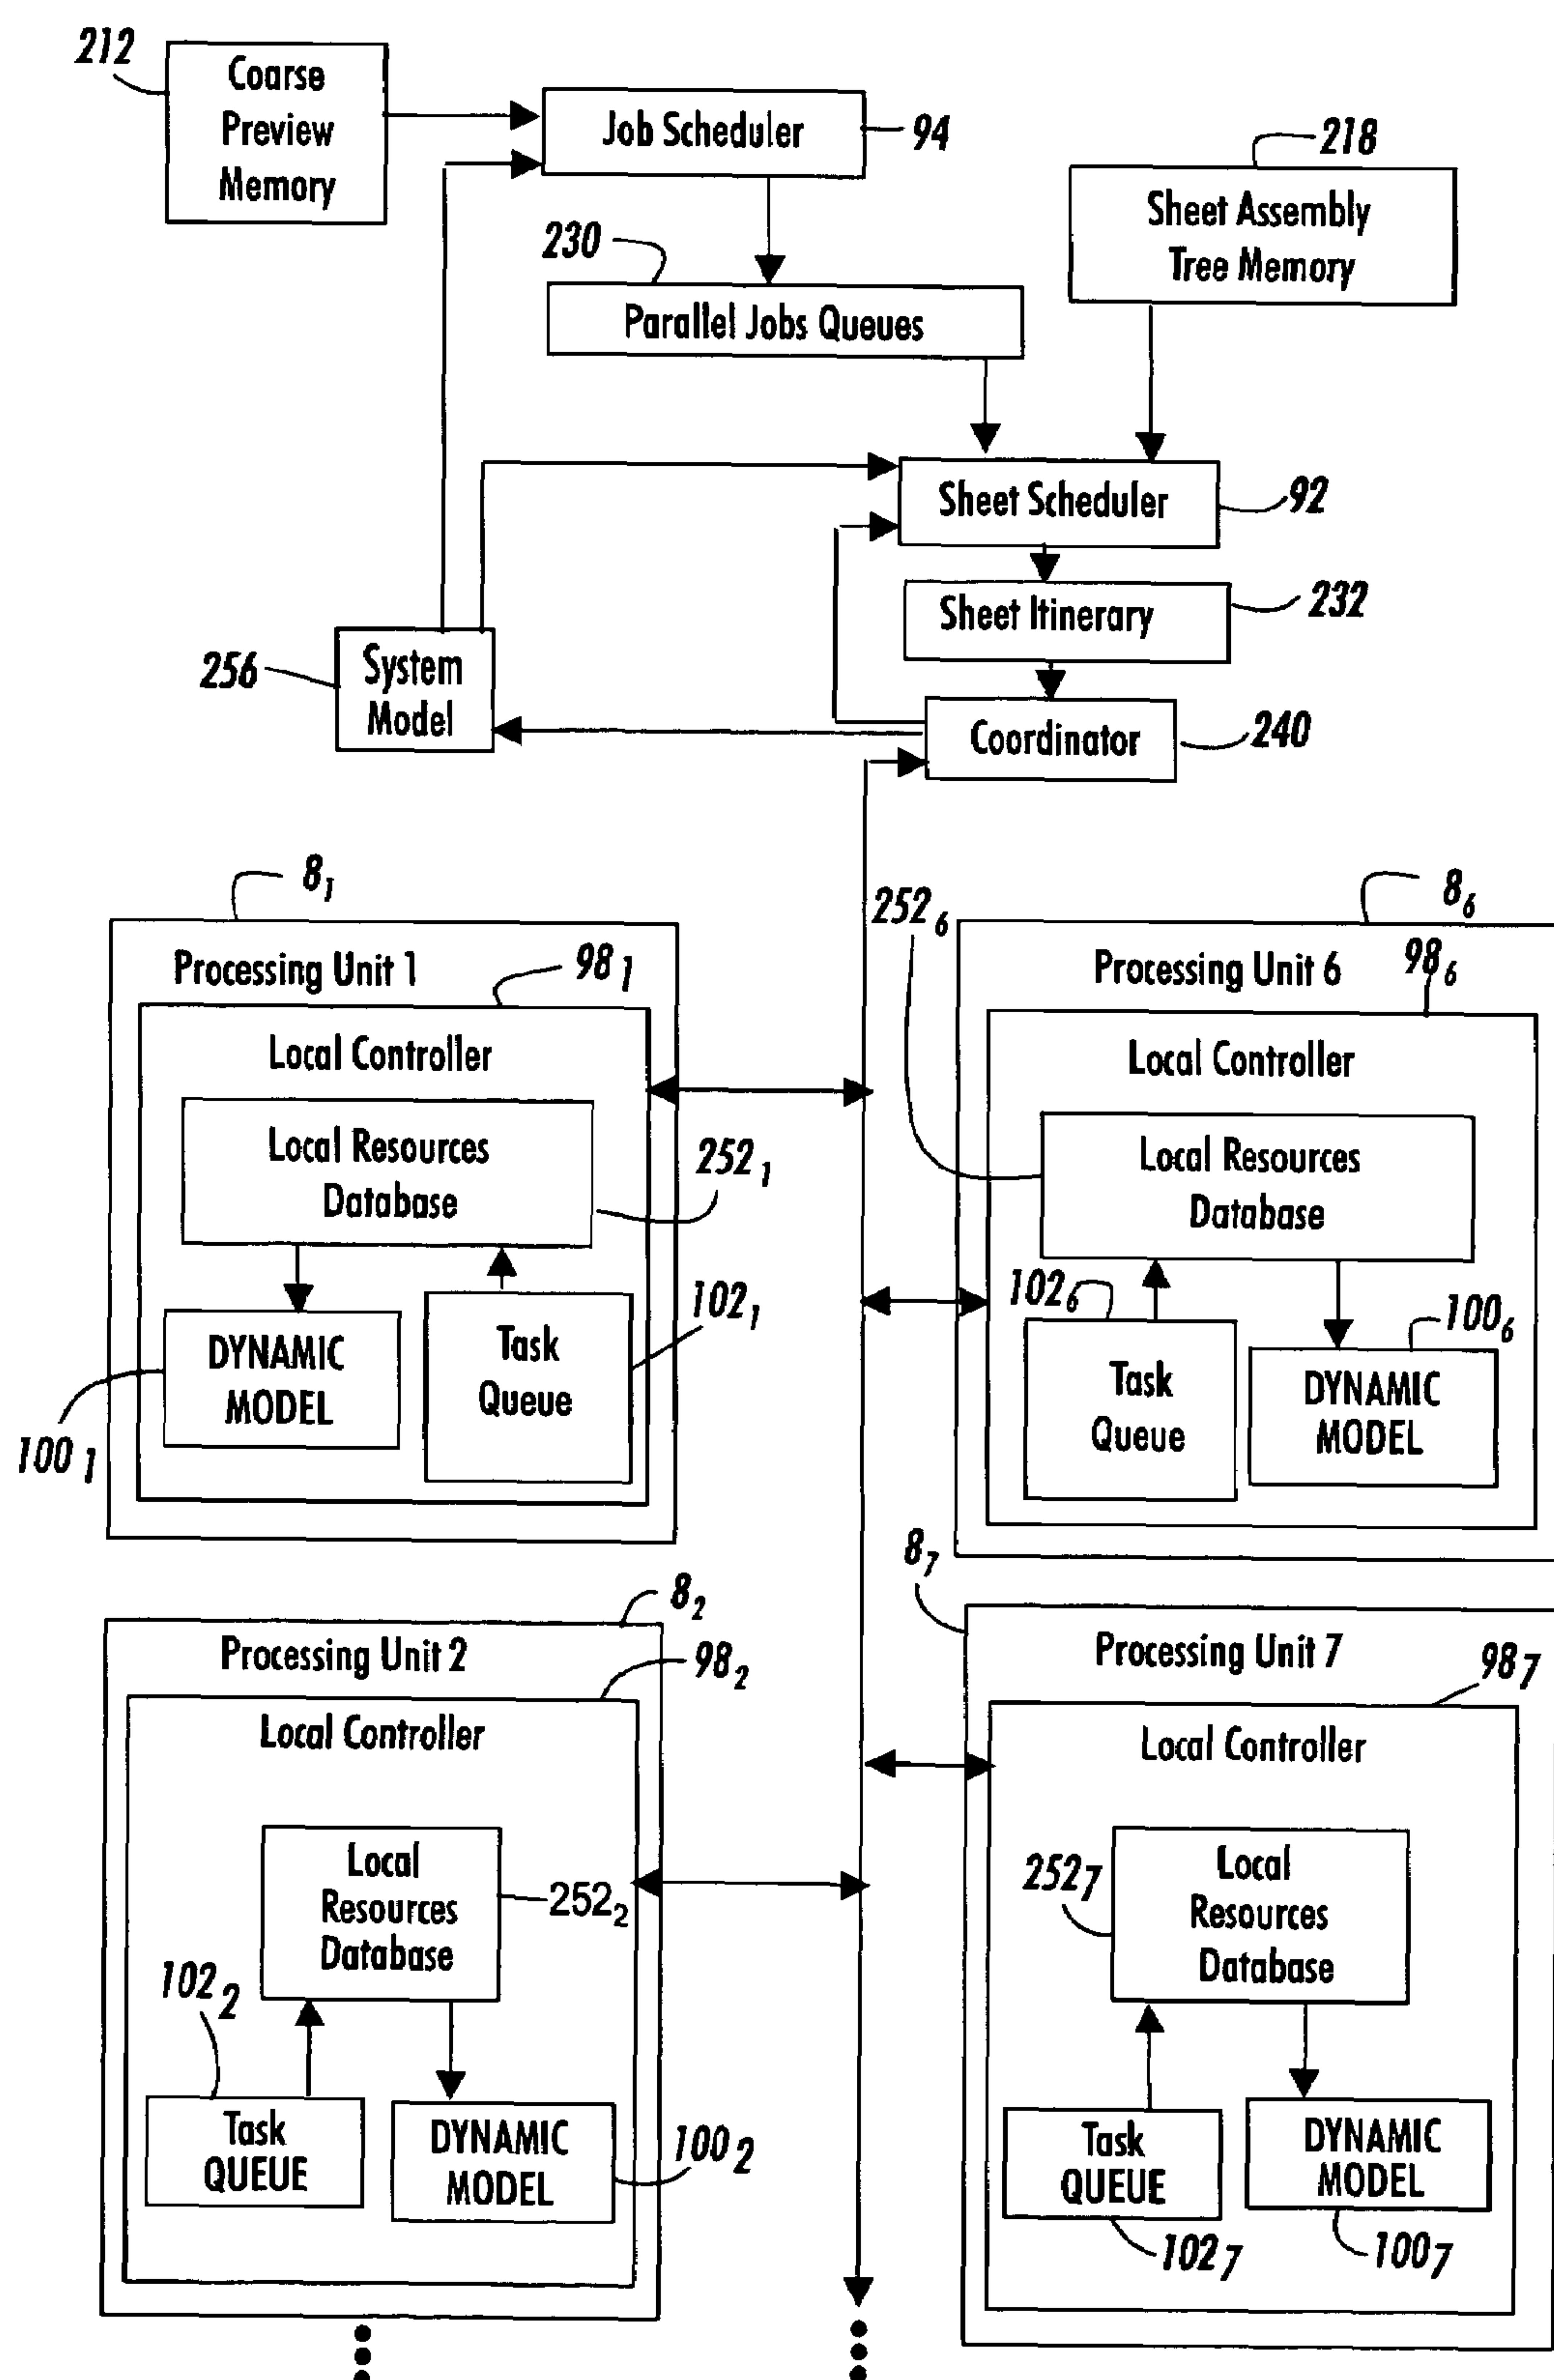 212
Coarse
Preview
Memory
Job Scheduler
94
218
Sheet Assembly
Tree Memory
230
Parallel Jobs Queues
Sheet Scheduler
92
Sheet Itinerary
232
256
System
Model
Coordinator
240
8₁
Processing Unit 1
98₁
Local Controller
Local Resources
Database
252₁
DYNAMIC
MODEL
100₁
Task
Queue
102₁
252₆
8₆
Processing Unit 6
98₆
Local Controller
Local Resources
Database
102₆
Task
Queue
100₆
DYNAMIC
MODEL
8₂
Processing Unit 2
98₂
Local Controller
Local
Resources
Database
252₂
102₂
Task
QUEUE
DYNAMIC
MODEL
100₂
8₇
Processing Unit 7
98₇
Local Controller
252₇
Local
Resources
Database
Task
QUEUE
102₇
DYNAMIC
MODEL
100₇